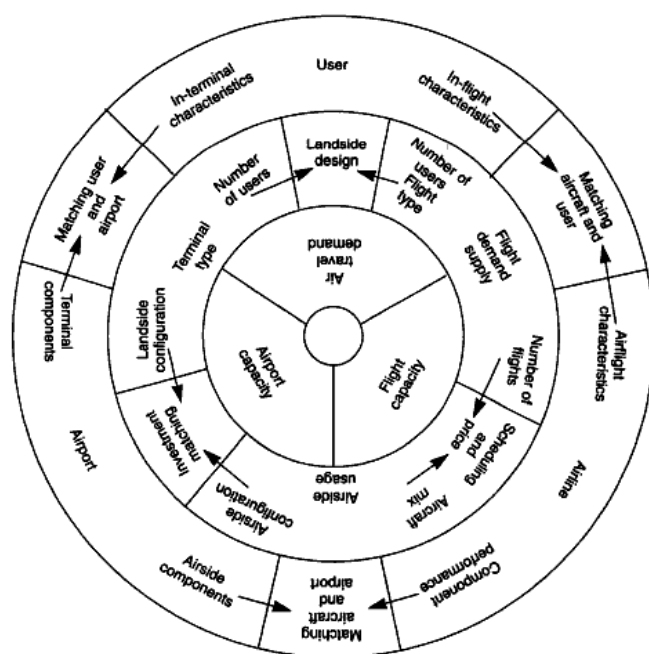 User
In-terminal
characteristics
In-flight
characteristics
Matching user
and
airport
Matching
aircraft and
user
Terminal
components
Airflight
characteristics
Airport
Airline
Airside
components
Component
performance
Matching
aircraft
and
airport
Number
of users
Landside
design
Number of
users
Flight
type
Terminal
type
Flight
demand
supply
Landside
configuration
Number of
flights
Investment
matching
Scheduling
and
price
Airside
configuration
Airside
usage
Aircraft
mix
Air
travel
demand
Airport
capacity
Flight
capacity